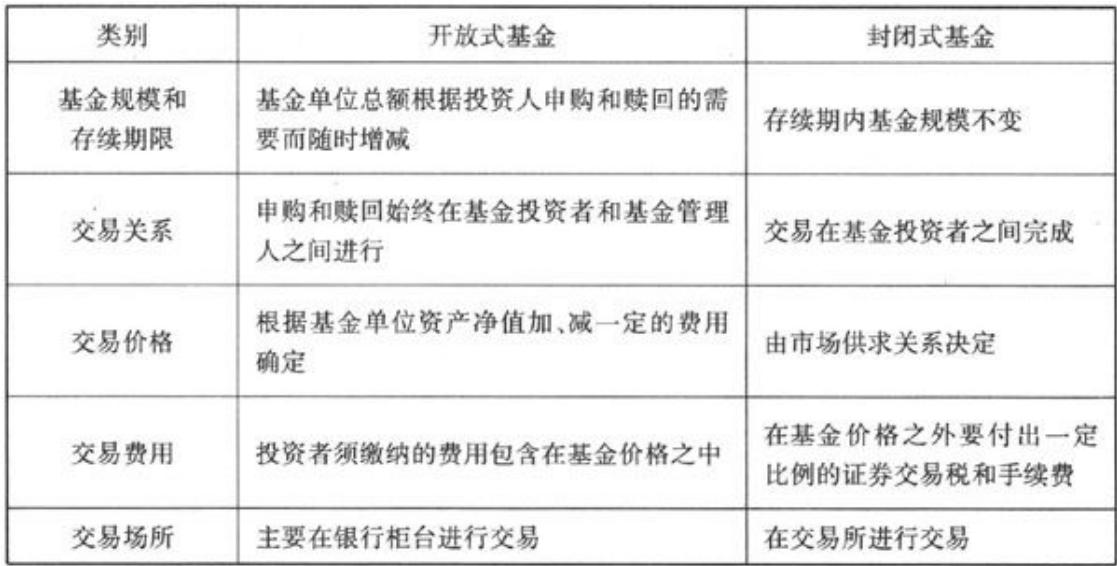 类别
开放式基金
封闭式基金
基金规模和
存续期限
基金单位总额根据投资人申购和赎回的需
要而随时增减
存续期内基金规模不变
交易关系
申购和赎回始终在基金投资者和基金管理
人之间进行
交易在基金投资者之间完成
交易价格
根据基金单位资产净值加、减一定的费用
确定
由市场供求关系决定
交易费用
投资者须缴纳的费用包含在基金价格之中
在基金价格之外要付出一定
比例的证券交易税和手续费
交易场所
主要在银行柜台进行交易
在交易所进行交易